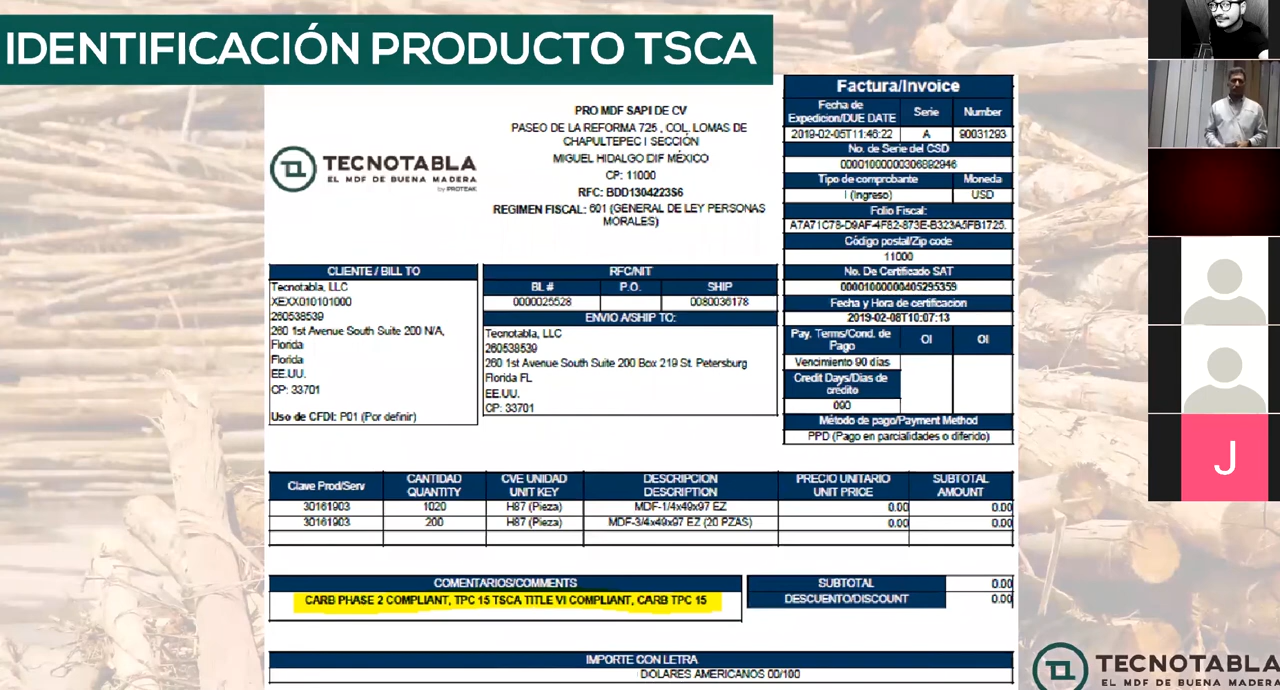 IDENTIFICACIÓN PRODUCTO TSCA
TECNOTABLA
EL MDF DE BUENA MADERA
by PROTEAK
PRO MDF SAPI DE CV
PASEO DE LA REFORMA 725 , COL. LOMAS DE
CHAPULTEPEC I SECCIÓN
MIGUEL HIDALGO DIF MÉXICO
CP: 11000
RFC: BDD1304223S6
REGIMEN FISCAL: 601 (GENERAL DE LEY PERSONAS
MORALES)
Factura/Invoice
Fecha de
Expedicion/DUE DATE
Serie
Number
2019-02-05T11:46:22
A
90031293
No. de Serie del CSD
00001000000306892946
Tipo de comprobante
Moneda
I (Ingreso)
USD
Folio Fiscal:
A7A71C78-D9AF-4F82-873E-B323A5FB1725.
Código postal/Zip code
11000
No. De Certificado SAT
00001000000405295359
Fecha y Hora de certificacion
2019-02-08T10:07:13
Pay. Terms/Cond. de
Pago
OI
OI
Vencimiento 90 dias
Credit Days/Dias de
crédito
090
Método de pago/Payment Method
PPD (Pago en parcialidades o diferido)
CLIENTE / BILL TO
Tecnotabla, LLC
XEXX010101000
260538539
260 1st Avenue South Suite 200 N/A,
Florida
Florida
EE.UU.
CP: 33701
Uso de CFDI: P01 (Por definir)
RFC/NIT
BL #
P.O.
SHIP
0000025528
0080036178
ENVIO A/SHIP TO:
Tecnotabla, LLC
260538539
260 1st Avenue South Suite 200 Box 219 St. Petersburg
Florida FL
EE.UU.
CP: 33701
Clave Prod/Serv
CANTIDAD
QUANTITY
CVE UNIDAD
UNIT KEY
DESCRIPCION
DESCRIPTION
PRECIO UNITARIO
UNIT PRICE
SUBTOTAL
AMOUNT
30161903 1020 H87 (Pieza) MDF-1/4x49x97 EZ 0.00 0.00
30161903 200 H87 (Pieza) MDF-3/4x49x97 EZ (20 PZAS) 0.00 0.00
COMENTARIOS/COMMENTS
CARB PHASE 2 COMPLIANT, TPC 15 TSCA TITLE VI COMPLIANT, CARB TPC 15
SUBTOTAL 0.00
DESCUENTO/DISCOUNT 0.00
IMPORTE CON LETRA
DOLARES AMERICANOS 00/100
TECNOTABLA
EL MDF DE BUENA MADERA
J